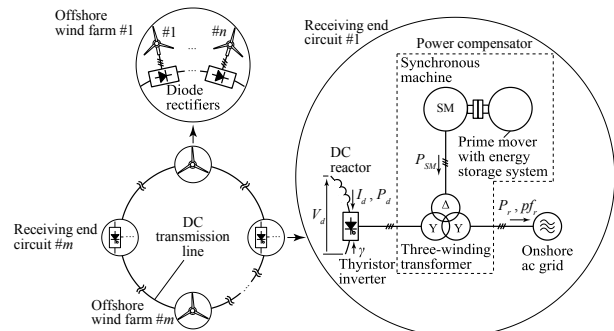 Offshore
wind farm #1
#1
#n
...
Diode
rectifiers
Receiving end
circuit #m
DC
transmission
line
Offshore
wind farm #m
Receiving end
circuit #1
Power compensator
Synchronous
machine
SM
Prime mover
with energy
storage system
P_SM
DC
reactor
I_d , P_d
V_d
γ
Thyristor
inverter
Δ
Y Y
Three-winding
transformer
P_r , pf_r
Onshore
ac grid